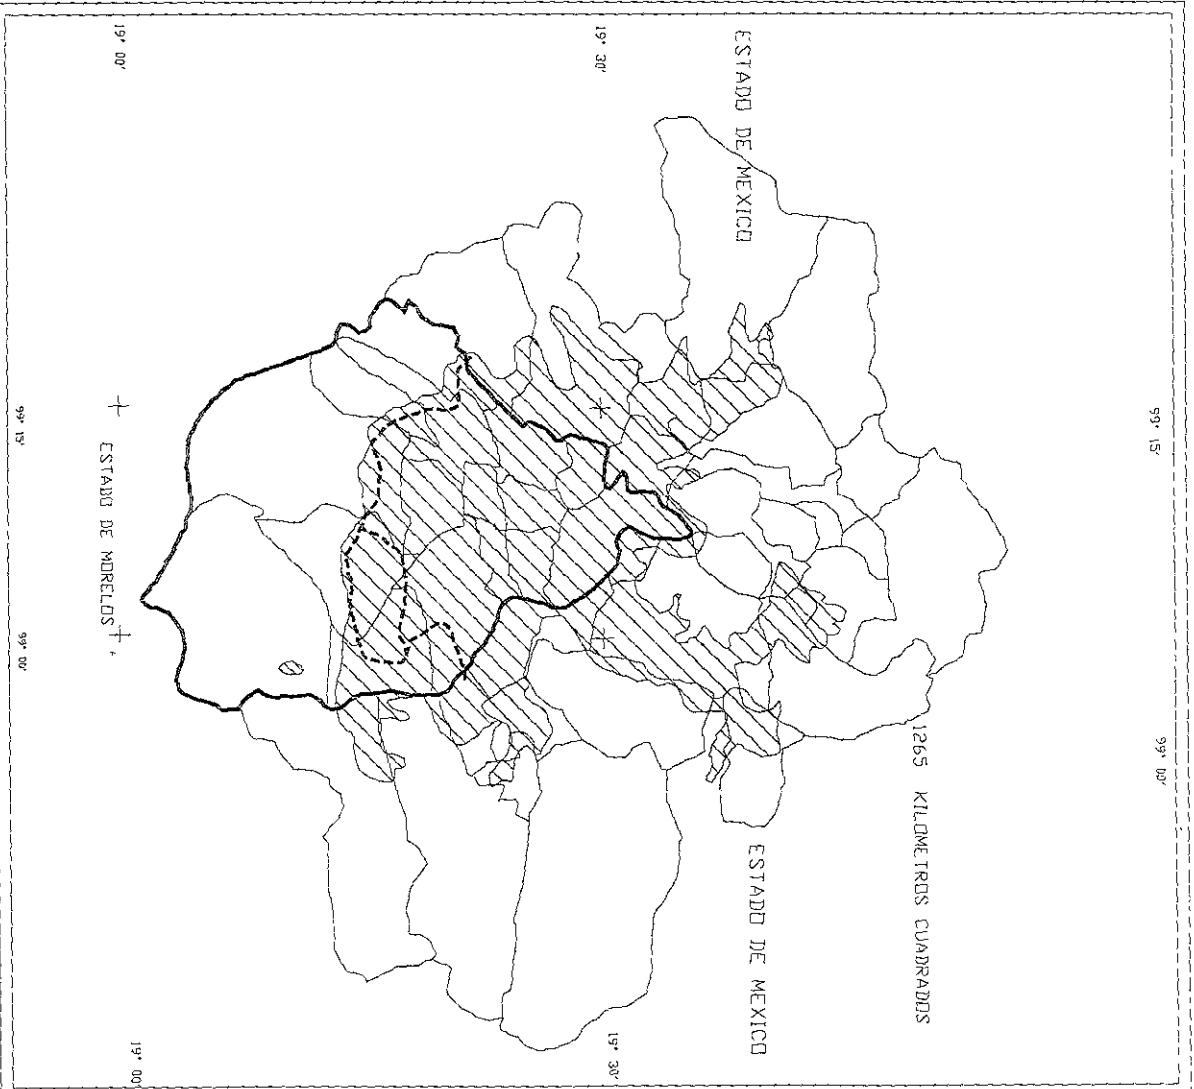 99° 15'
99° 00'
1265 KILOMETROS CUADRADOS
ESTADO DE MEXICO
ESTADO DE MEXICO
19° 30'
19° 30'
19° 00'
19° 00'
ESTADO DE MORELOS
99° 15'
99° 00'